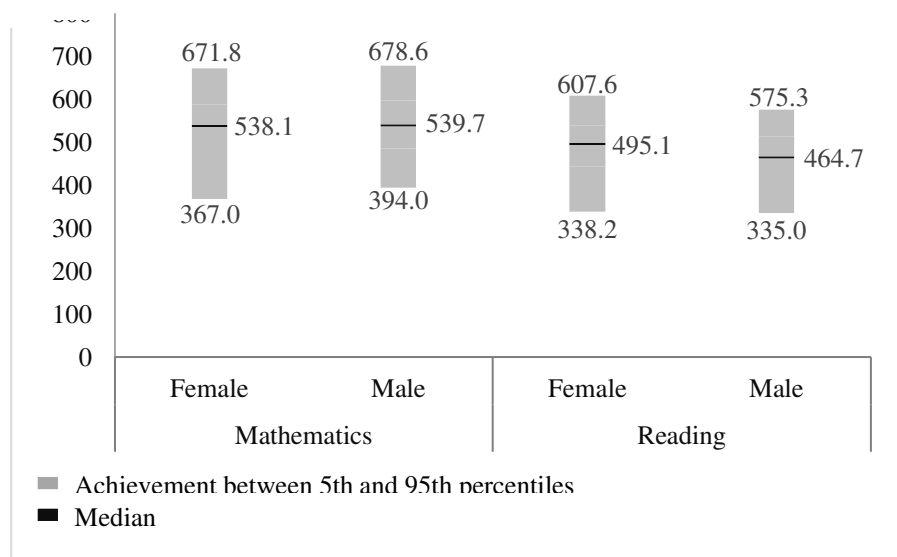 800
700
671.8
678.6
600
607.6
575.3
500
538.1
539.7
495.1
464.7
400
300
367.0
394.0
338.2
335.0
200
100
0
Female
Male
Female
Male
Mathematics
Reading
Achievement between 5th and 95th percentiles
Median